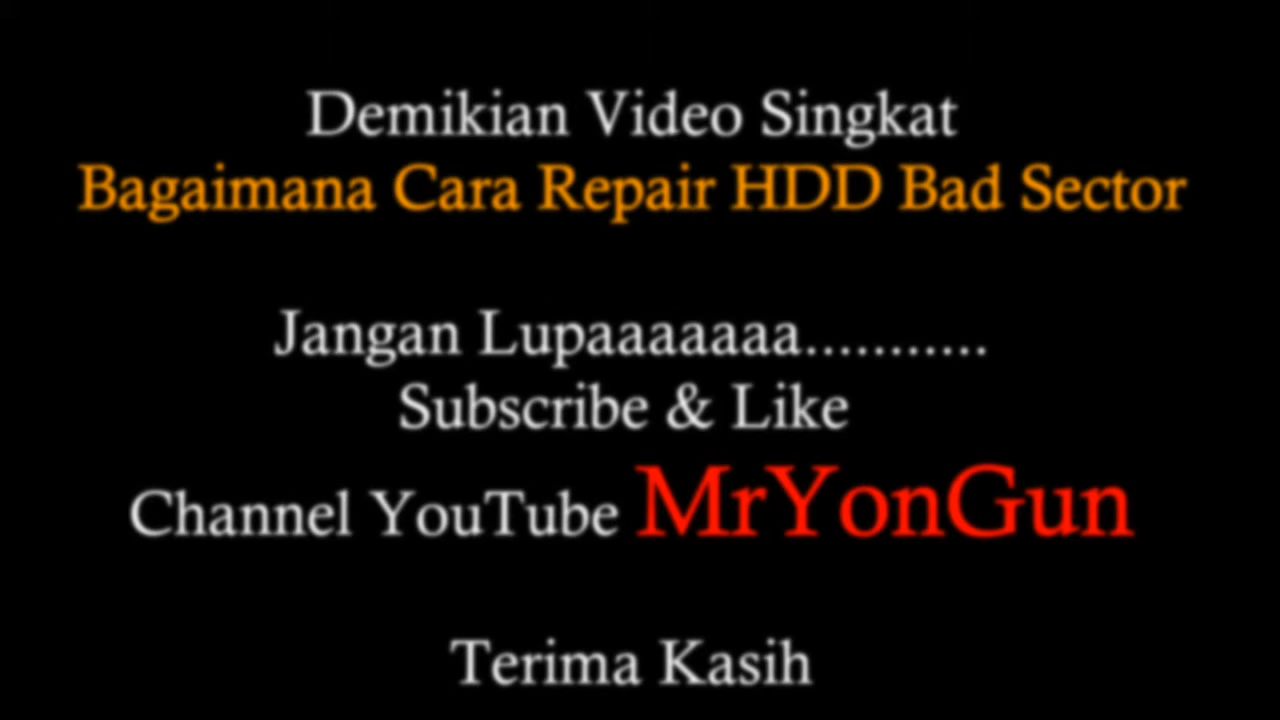 Demikian Video Singkat
Bagaimana Cara Repair HDD Bad Sector
Jangan Lupaaaaaaa...........
Subscribe & Like
Channel YouTube MrYonGun
Terima Kasih